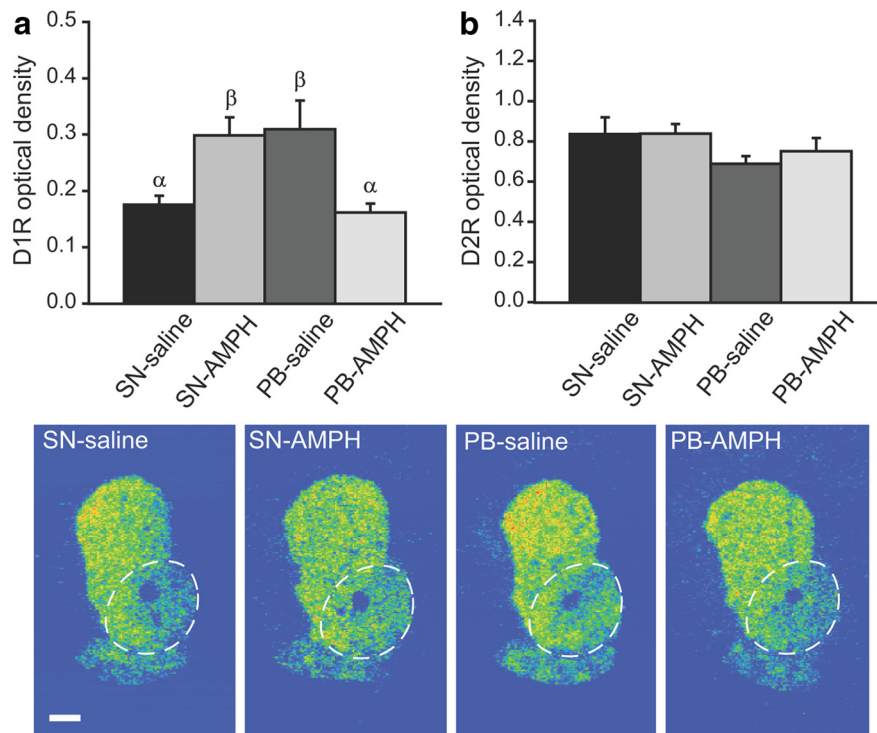 a
D1R optical density
0.5
0.4
0.3
0.2
0.1
0.0
α
β
β
α
SN-saline
SN-AMPH
PB-saline
PB-AMPH
b
D2R optical density
1.4
1.2
1.0
0.8
0.6
0.4
0.2
0.0
SN-saline
SN-AMPH
PB-saline
PB-AMPH
SN-saline
SN-AMPH
PB-saline
PB-AMPH